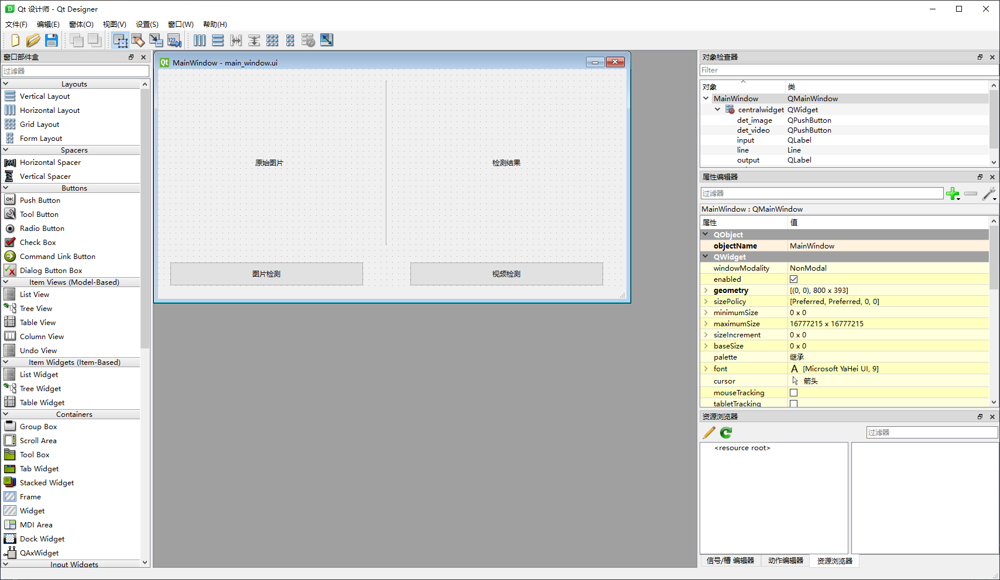 Qt 设计师 - Qt Designer
文件(F) 编辑(E) 窗体(O) 视图(V) 设置(S) 窗口(W) 帮助(H)
窗口部件盒
过滤器
Layouts
Vertical Layout
Horizontal Layout
Grid Layout
Form Layout
Spacers
Horizontal Spacer
Vertical Spacer
Buttons
OK Push Button
Tool Button
Radio Button
Check Box
Command Link Button
Dialog Button Box
Item Views (Model-Based)
List View
Tree View
Table View
Column View
Undo View
Item Widgets (Item-Based)
List Widget
Tree Widget
Table Widget
Containers
Group Box
Scroll Area
Tool Box
Tab Widget
Stacked Widget
Frame
Widget
MDI Area
Dock Widget
QAxWidget
Input Widgets
Qt MainWindow - main_window.ui
原始图片
检测结果
图片检测
视频检测
对象检查器
Filter
对象 类
MainWindow QMainWindow
centralwidget QWidget
det_image QPushButton
det_video QPushButton
input QLabel
line Line
output QLabel
属性编辑器
过滤器
MainWindow : QMainWindow
属性 值
QObject
objectName MainWindow
QWidget
windowModality NonModal
enabled
geometry [(0, 0), 800 x 393]
sizePolicy [Preferred, Preferred, 0, 0]
minimumSize 0 x 0
maximumSize 16777215 x 16777215
sizeIncrement 0 x 0
baseSize 0 x 0
palette 继承
font A [Microsoft YaHei UI, 9]
cursor 箭头
mouseTracking
tabletTracking
资源浏览器
过滤器
<resource root>
信号/槽 编辑器 动作编辑器 资源浏览器